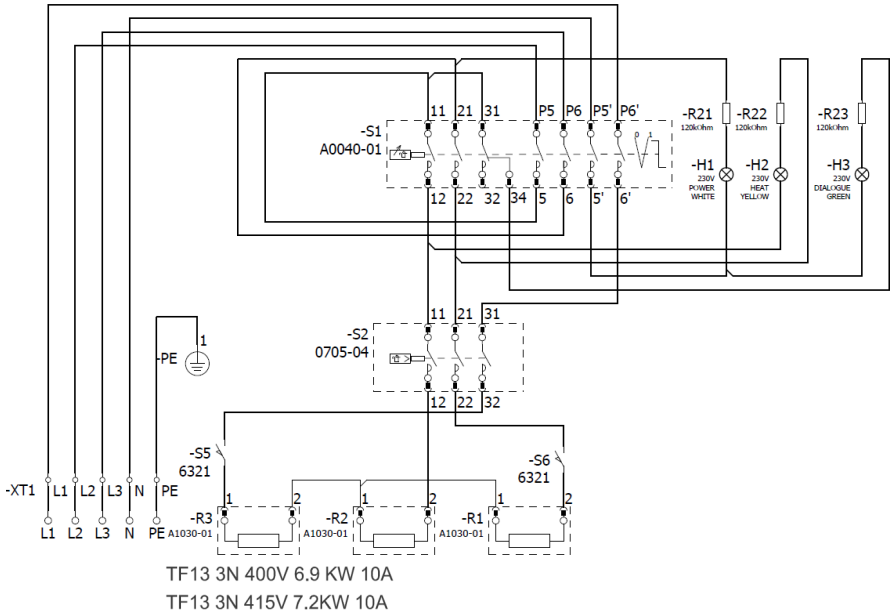 11 21 31 P5 P6 P5' P6'
-S1
A0040-01
0 1
12 22 32 34 5 6 5' 6'
-R21
120kOhm
-R22
120kOhm
-R23
120kOhm
-H1
230V
POWER
WHITE
-H2
230V
HEAT
YELLOW
-H3
230V
DIALOGUE
GREEN
11 21 31
-S2
0705-04
12 22 32
1
-PE
-S5
6321
-S6
6321
-XT1 L1 L2 L3 N PE
L1 L2 L3 N PE
1 2
-R3
A1030-01
1 2
-R2
A1030-01
1 2
-R1
A1030-01
TF13 3N 400V 6.9 KW 10A
TF13 3N 415V 7.2KW 10A